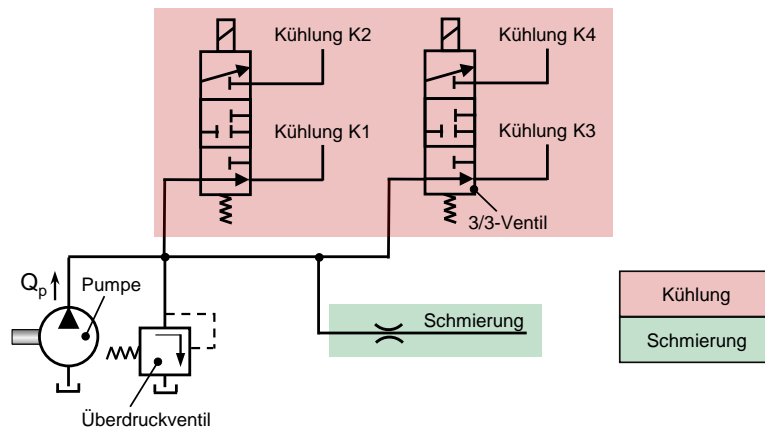 Kühlung K2
Kühlung K4
Kühlung K1
Kühlung K3
3/3-Ventil
Qp
Pumpe
Kühlung
Schmierung
Schmierung
Überdruckventil